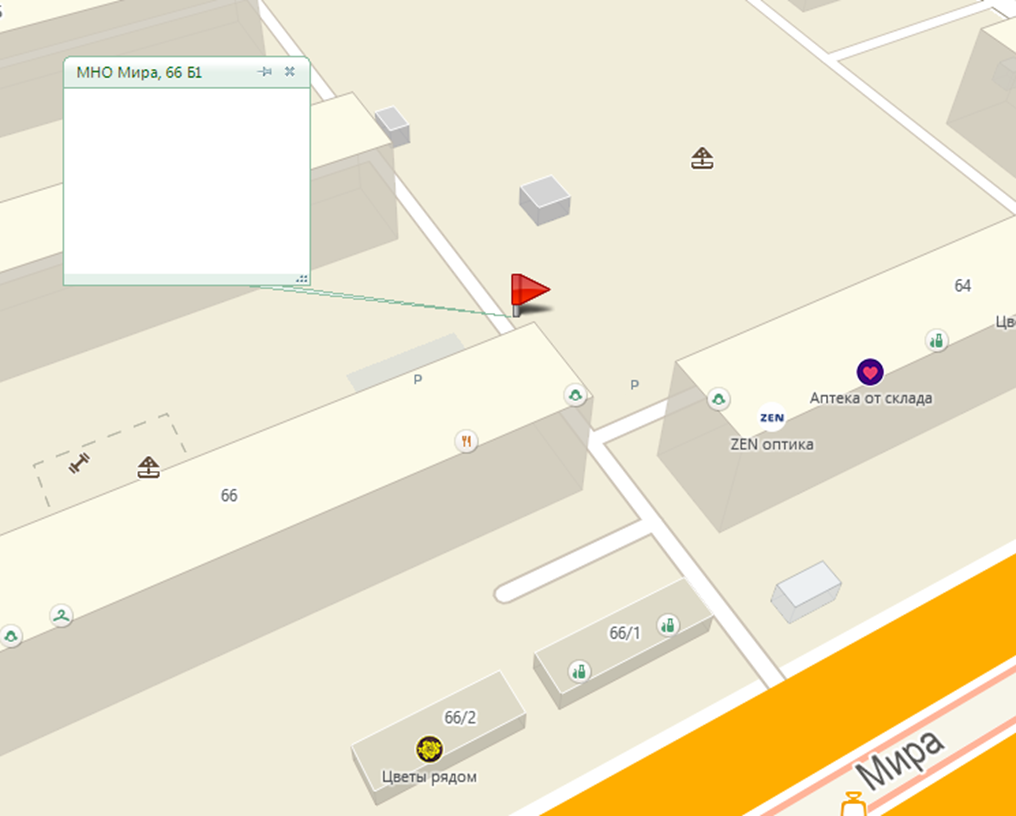 МНО Мира, 66 Б1
64
Цве
P
P
Аптека от склада
ZEN
ZEN оптика
66
66/1
66/2
Цветы рядом
Мира